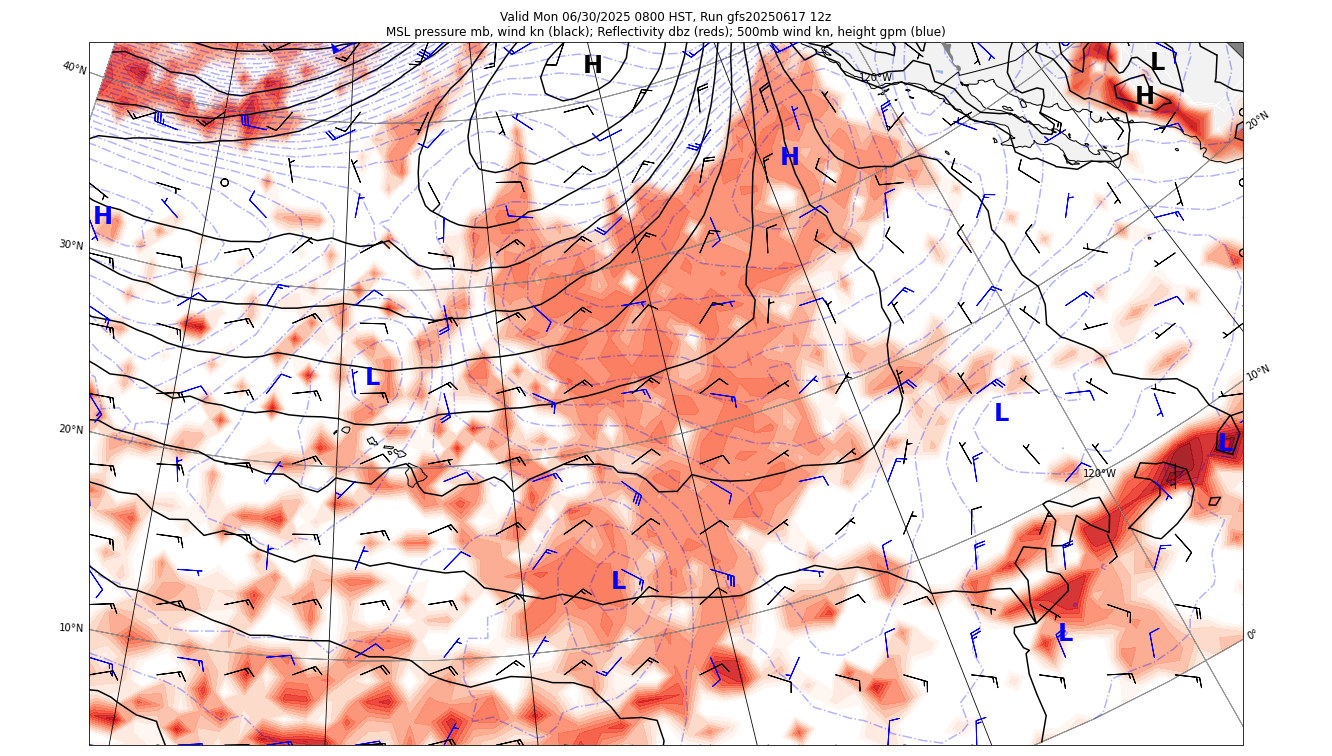 Valid Mon 06/30/2025 0800 HST, Run gfs20250617 12z
MSL pressure mb, wind kn (black); Reflectivity dbz (reds); 500mb wind kn, height gpm (blue)
H
L
40°N
120°W
H
20°N
H
H
30°N
L
10°N
L
20°N
L
120°W
L
10°N
L
0°